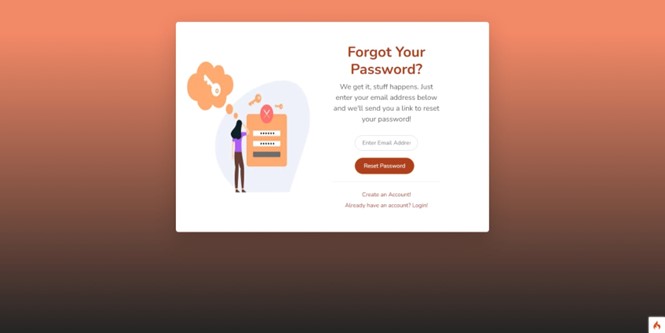 Forgot Your
Password?
We get it, stuff happens. Just
enter your email address below
and we'll send you a link to reset
your password!
Enter Email Addre
Reset Password
Create an Account!
Already have an account? Login!